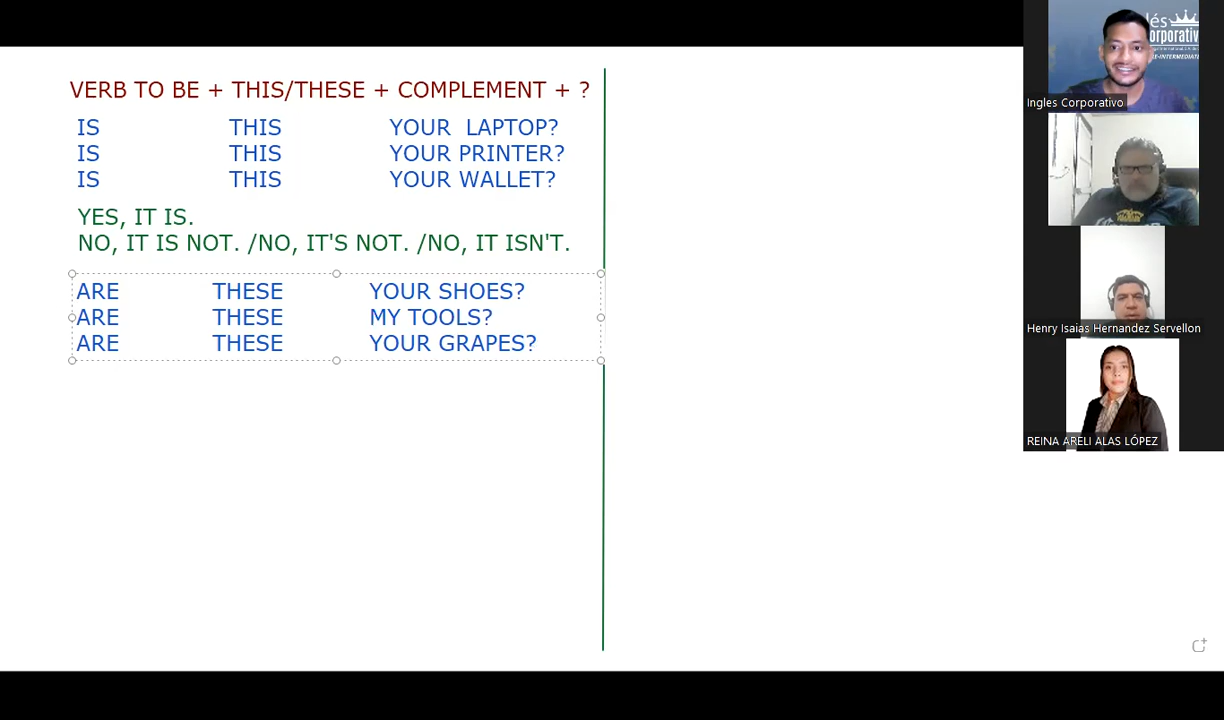 VERB TO BE + THIS/THESE + COMPLEMENT + ?
IS THIS YOUR LAPTOP?
IS THIS YOUR PRINTER?
IS THIS YOUR WALLET?
YES, IT IS.
NO, IT IS NOT. /NO, IT'S NOT. /NO, IT ISN'T.
ARE THESE YOUR SHOES?
ARE THESE MY TOOLS?
ARE THESE YOUR GRAPES?
Ingles Corporativo
Henry Isaias Hernandez Servellon
REINA ARELI ALAS LÓPEZ